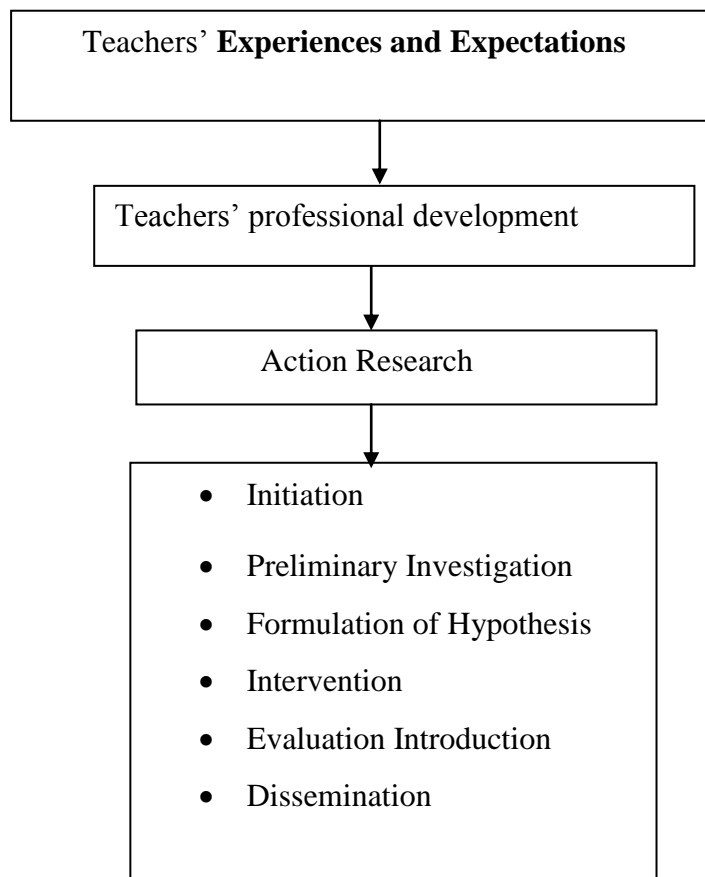 Teachers’ Experiences and Expectations
Teachers’ professional development
Action Research
• Initiation
• Preliminary Investigation
• Formulation of Hypothesis
• Intervention
• Evaluation Introduction
• Dissemination